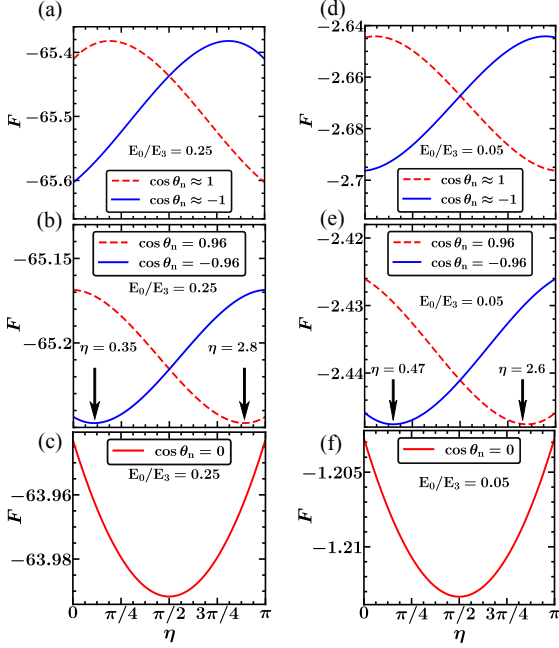 (a)
−65.4
−65.5
−65.6
F
E₀/E₃ = 0.25
cos θₙ ≈ 1
cos θₙ ≈ −1
(b)
−65.15
−65.2
F
cos θₙ = 0.96
cos θₙ = −0.96
E₀/E₃ = 0.25
η = 0.35
η = 2.8
(c)
−63.96
−63.98
F
cos θₙ = 0
E₀/E₃ = 0.25
0 π/4 π/2 3π/4 π
η
(d)
−2.64
−2.66
−2.68
−2.7
F
E₀/E₃ = 0.05
cos θₙ ≈ 1
cos θₙ ≈ −1
(e)
−2.42
−2.43
−2.44
F
cos θₙ = 0.96
cos θₙ = −0.96
E₀/E₃ = 0.05
η = 0.47
η = 2.6
(f)
−1.205
−1.21
F
cos θₙ = 0
E₀/E₃ = 0.05
0 π/4 π/2 3π/4 π
η